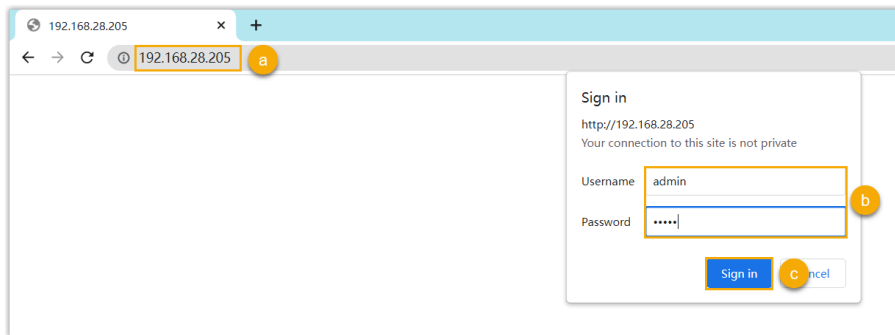 192.168.28.205
192.168.28.205 a
Sign in
http://192.168.28.205
Your connection to this site is not private
Username admin
b
Password •••••
Sign in c ncel